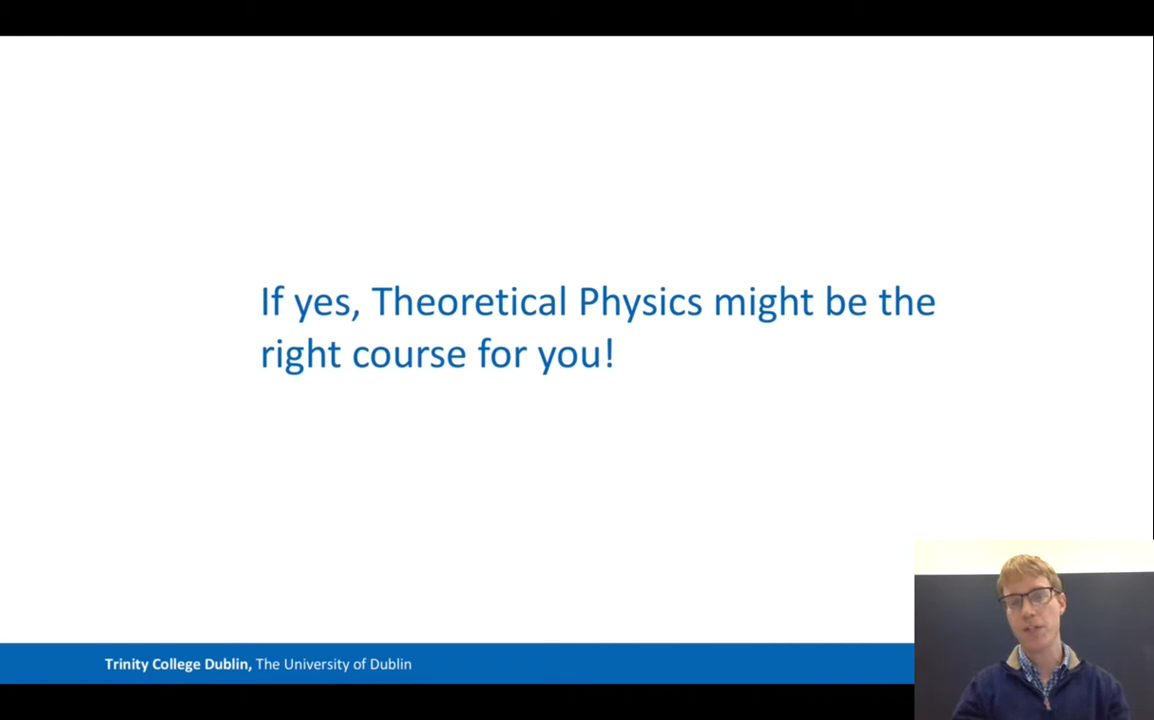 If yes, Theoretical Physics might be the
right course for you!
Trinity College Dublin, The University of Dublin